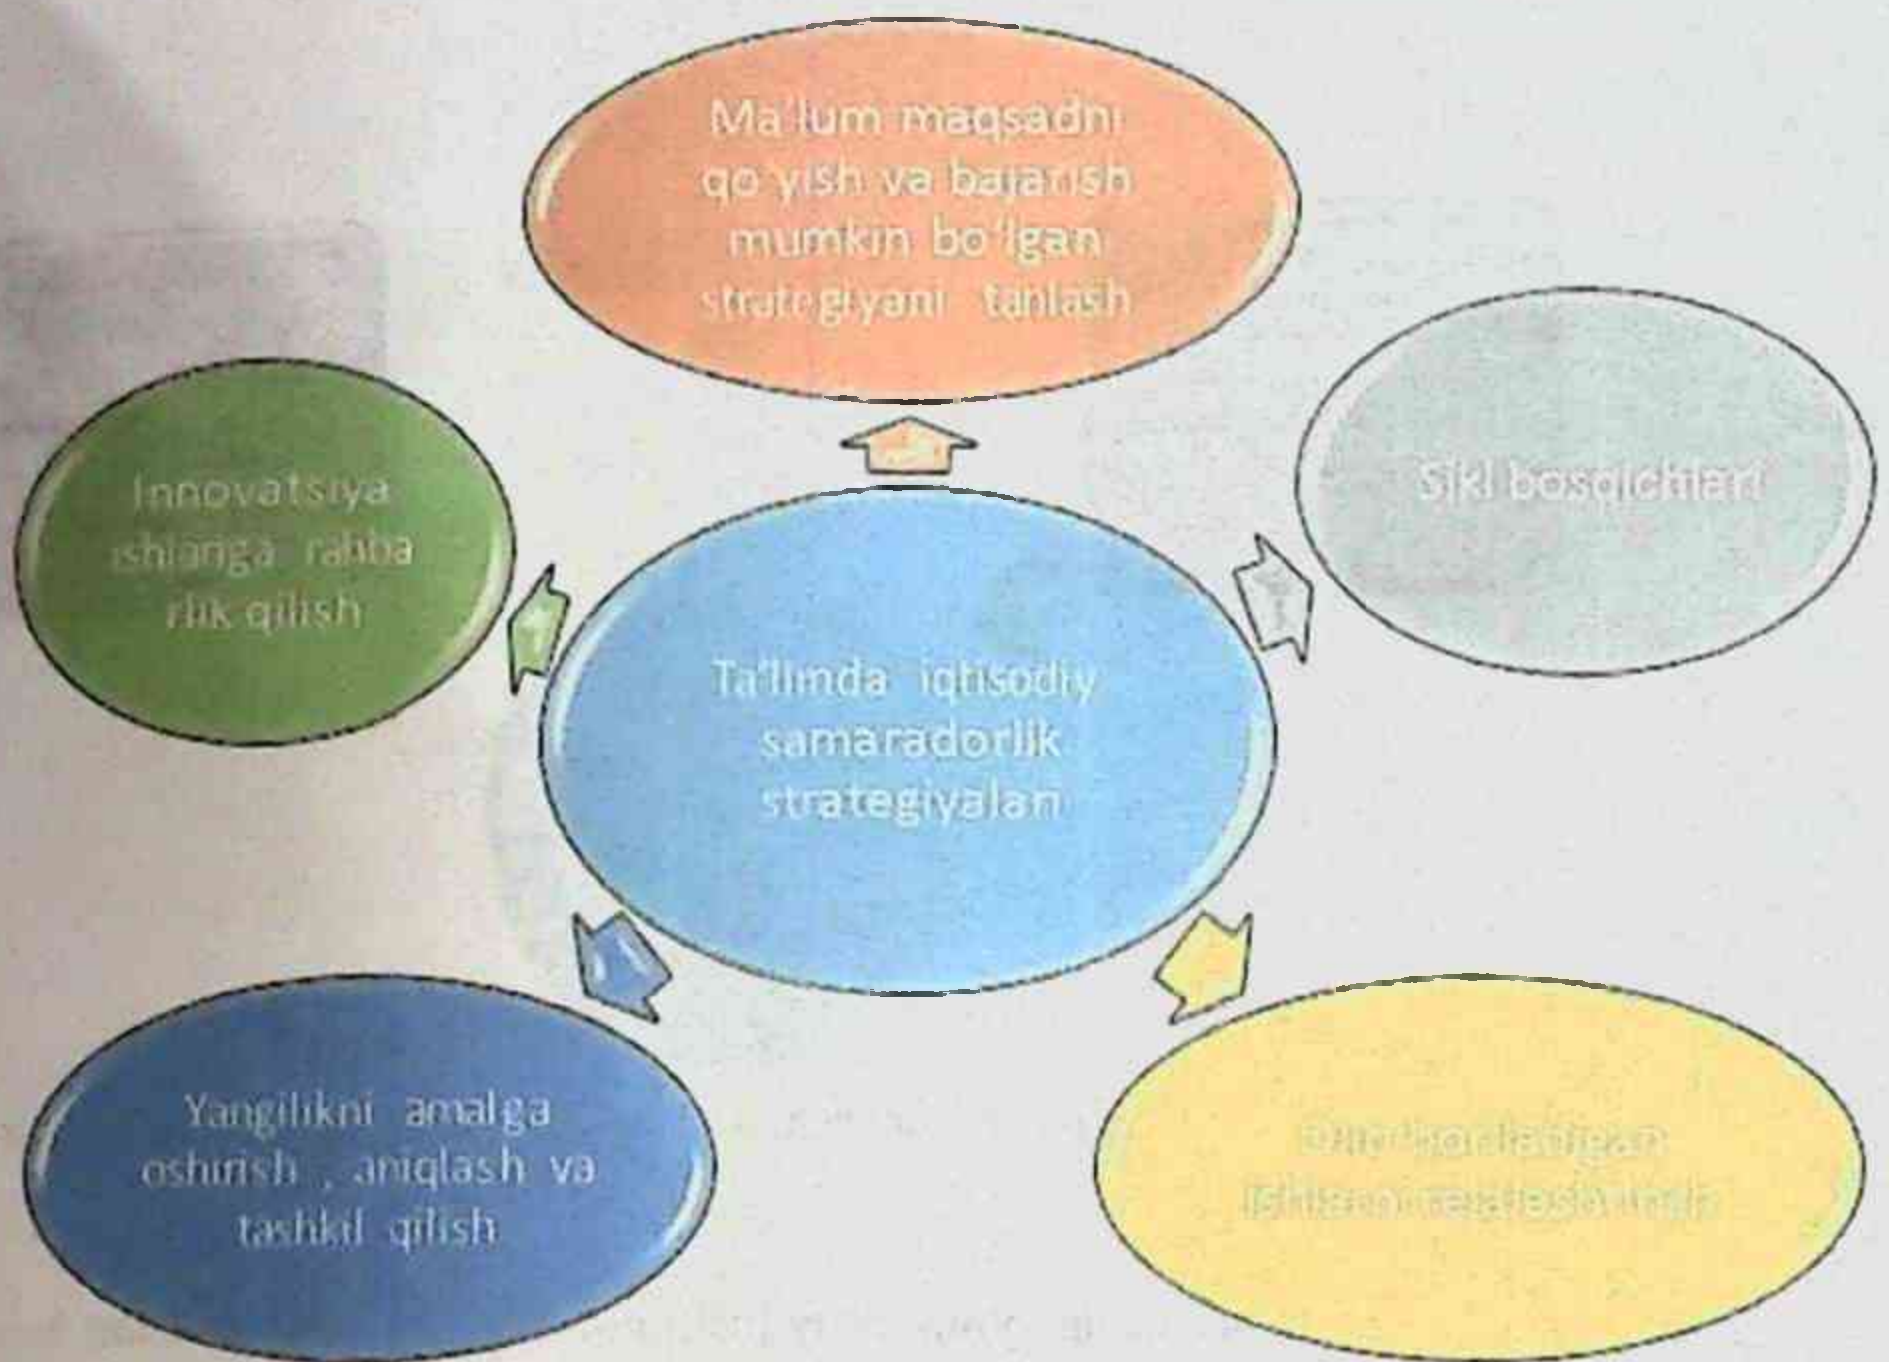 Ma'lum maqsadni
qo'yish va bajarish
mumkin bo'lgan
strategiyani tanlash
Sikl bosqichlari
Innovatsiya
ishlariga rahba
rlik qilish
Ta'limda iqtisodiy
samaradorlik
strategiyalari
Yangilikni amalga
oshirish , aniqlash va
tashkil qilish